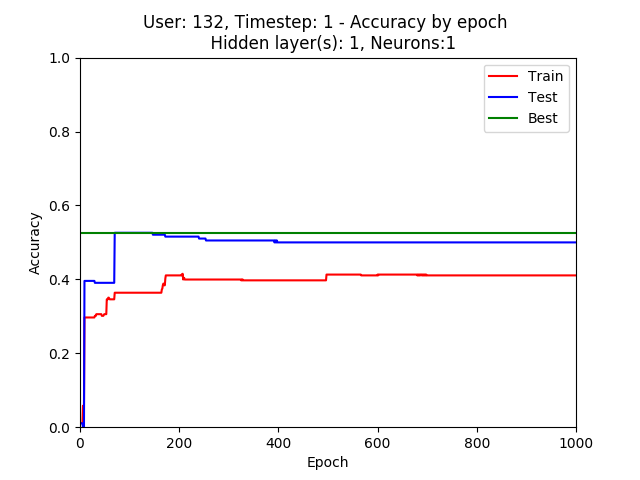 User: 132, Timestep: 1 - Accuracy by epoch
Hidden layer(s): 1, Neurons:1
Train
Test
Best
Accuracy
1.0
0.8
0.6
0.4
0.2
0.0
0 200 400 600 800 1000
Epoch